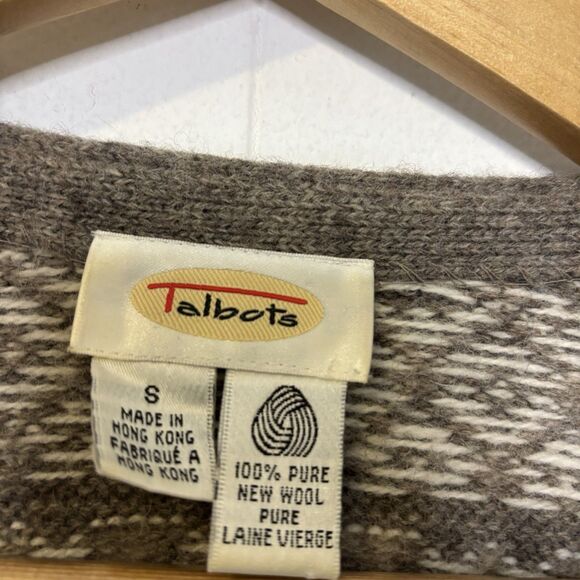 Talbots
S
MADE IN
HONG KONG
FABRIQUÉ A
HONG KONG
100% PURE
NEW WOOL
PURE
LAINE VIERGE